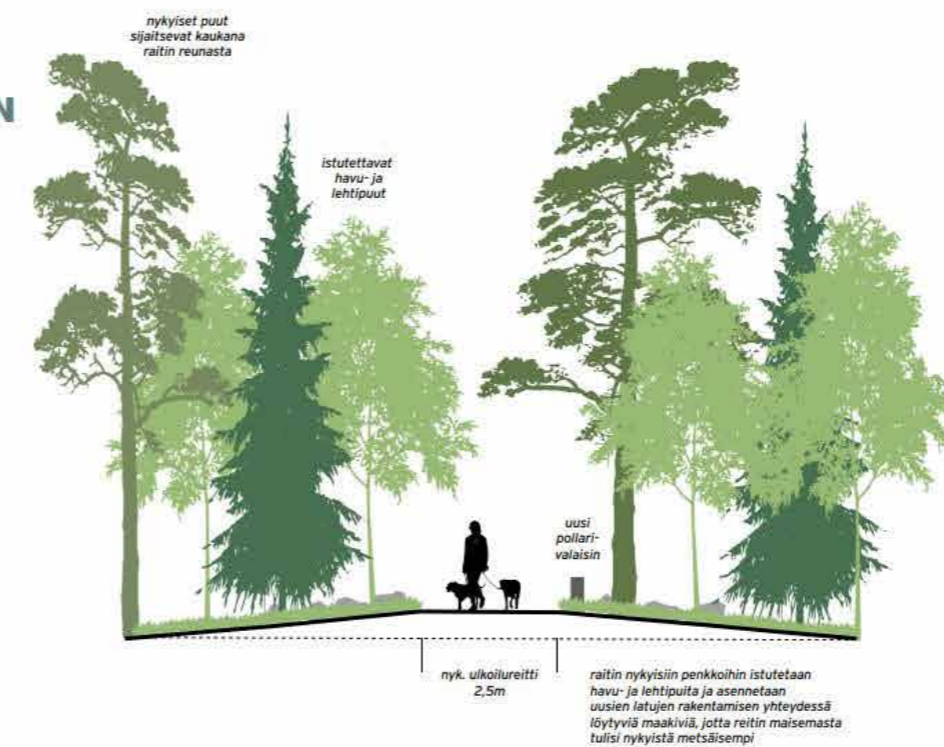 nykyiset puut
sijaitsevat kaukana
raitin reunasta
N
istutettavat
havu- ja
lehtipuut
uusi
pollari-
valaisin
nyk. ulkoilureitti
2,5m
raitin nykyisiin penkkoihin istutetaan
havu- ja lehtipuita ja asennetaan
uusien latujen rakentamisen yhteydessä
löytyviä maakiviä, jotta reitin maisemasta
tulisi nykyistä metsäisempi